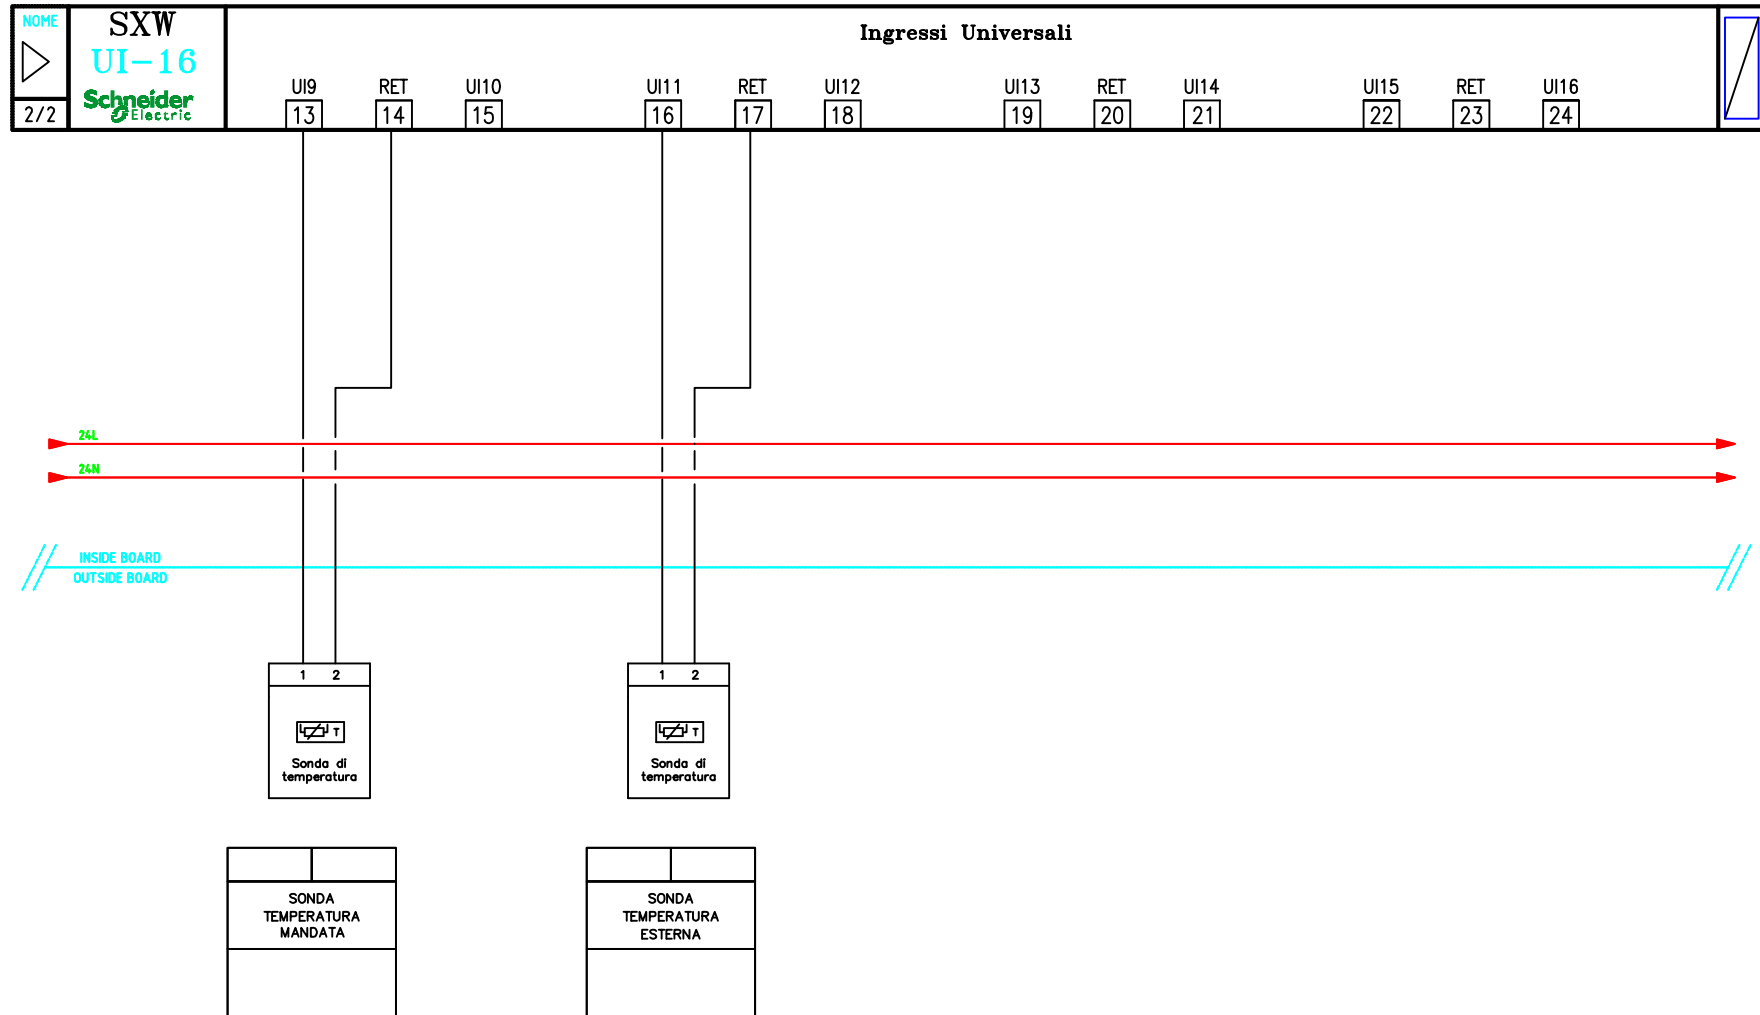 NOME
SXW
UI-16
Schneider
Electric
2/2
Ingressi Universali
UI9 RET UI10 UI11 RET UI12 UI13 RET UI14 UI15 RET UI16
13 14 15 16 17 18 19 20 21 22 23 24
24L
24N
INSIDE BOARD
OUTSIDE BOARD
1 2
T
Sonda di
temperatura
1 2
T
Sonda di
temperatura
SONDA
TEMPERATURA
MANDATA
SONDA
TEMPERATURA
ESTERNA